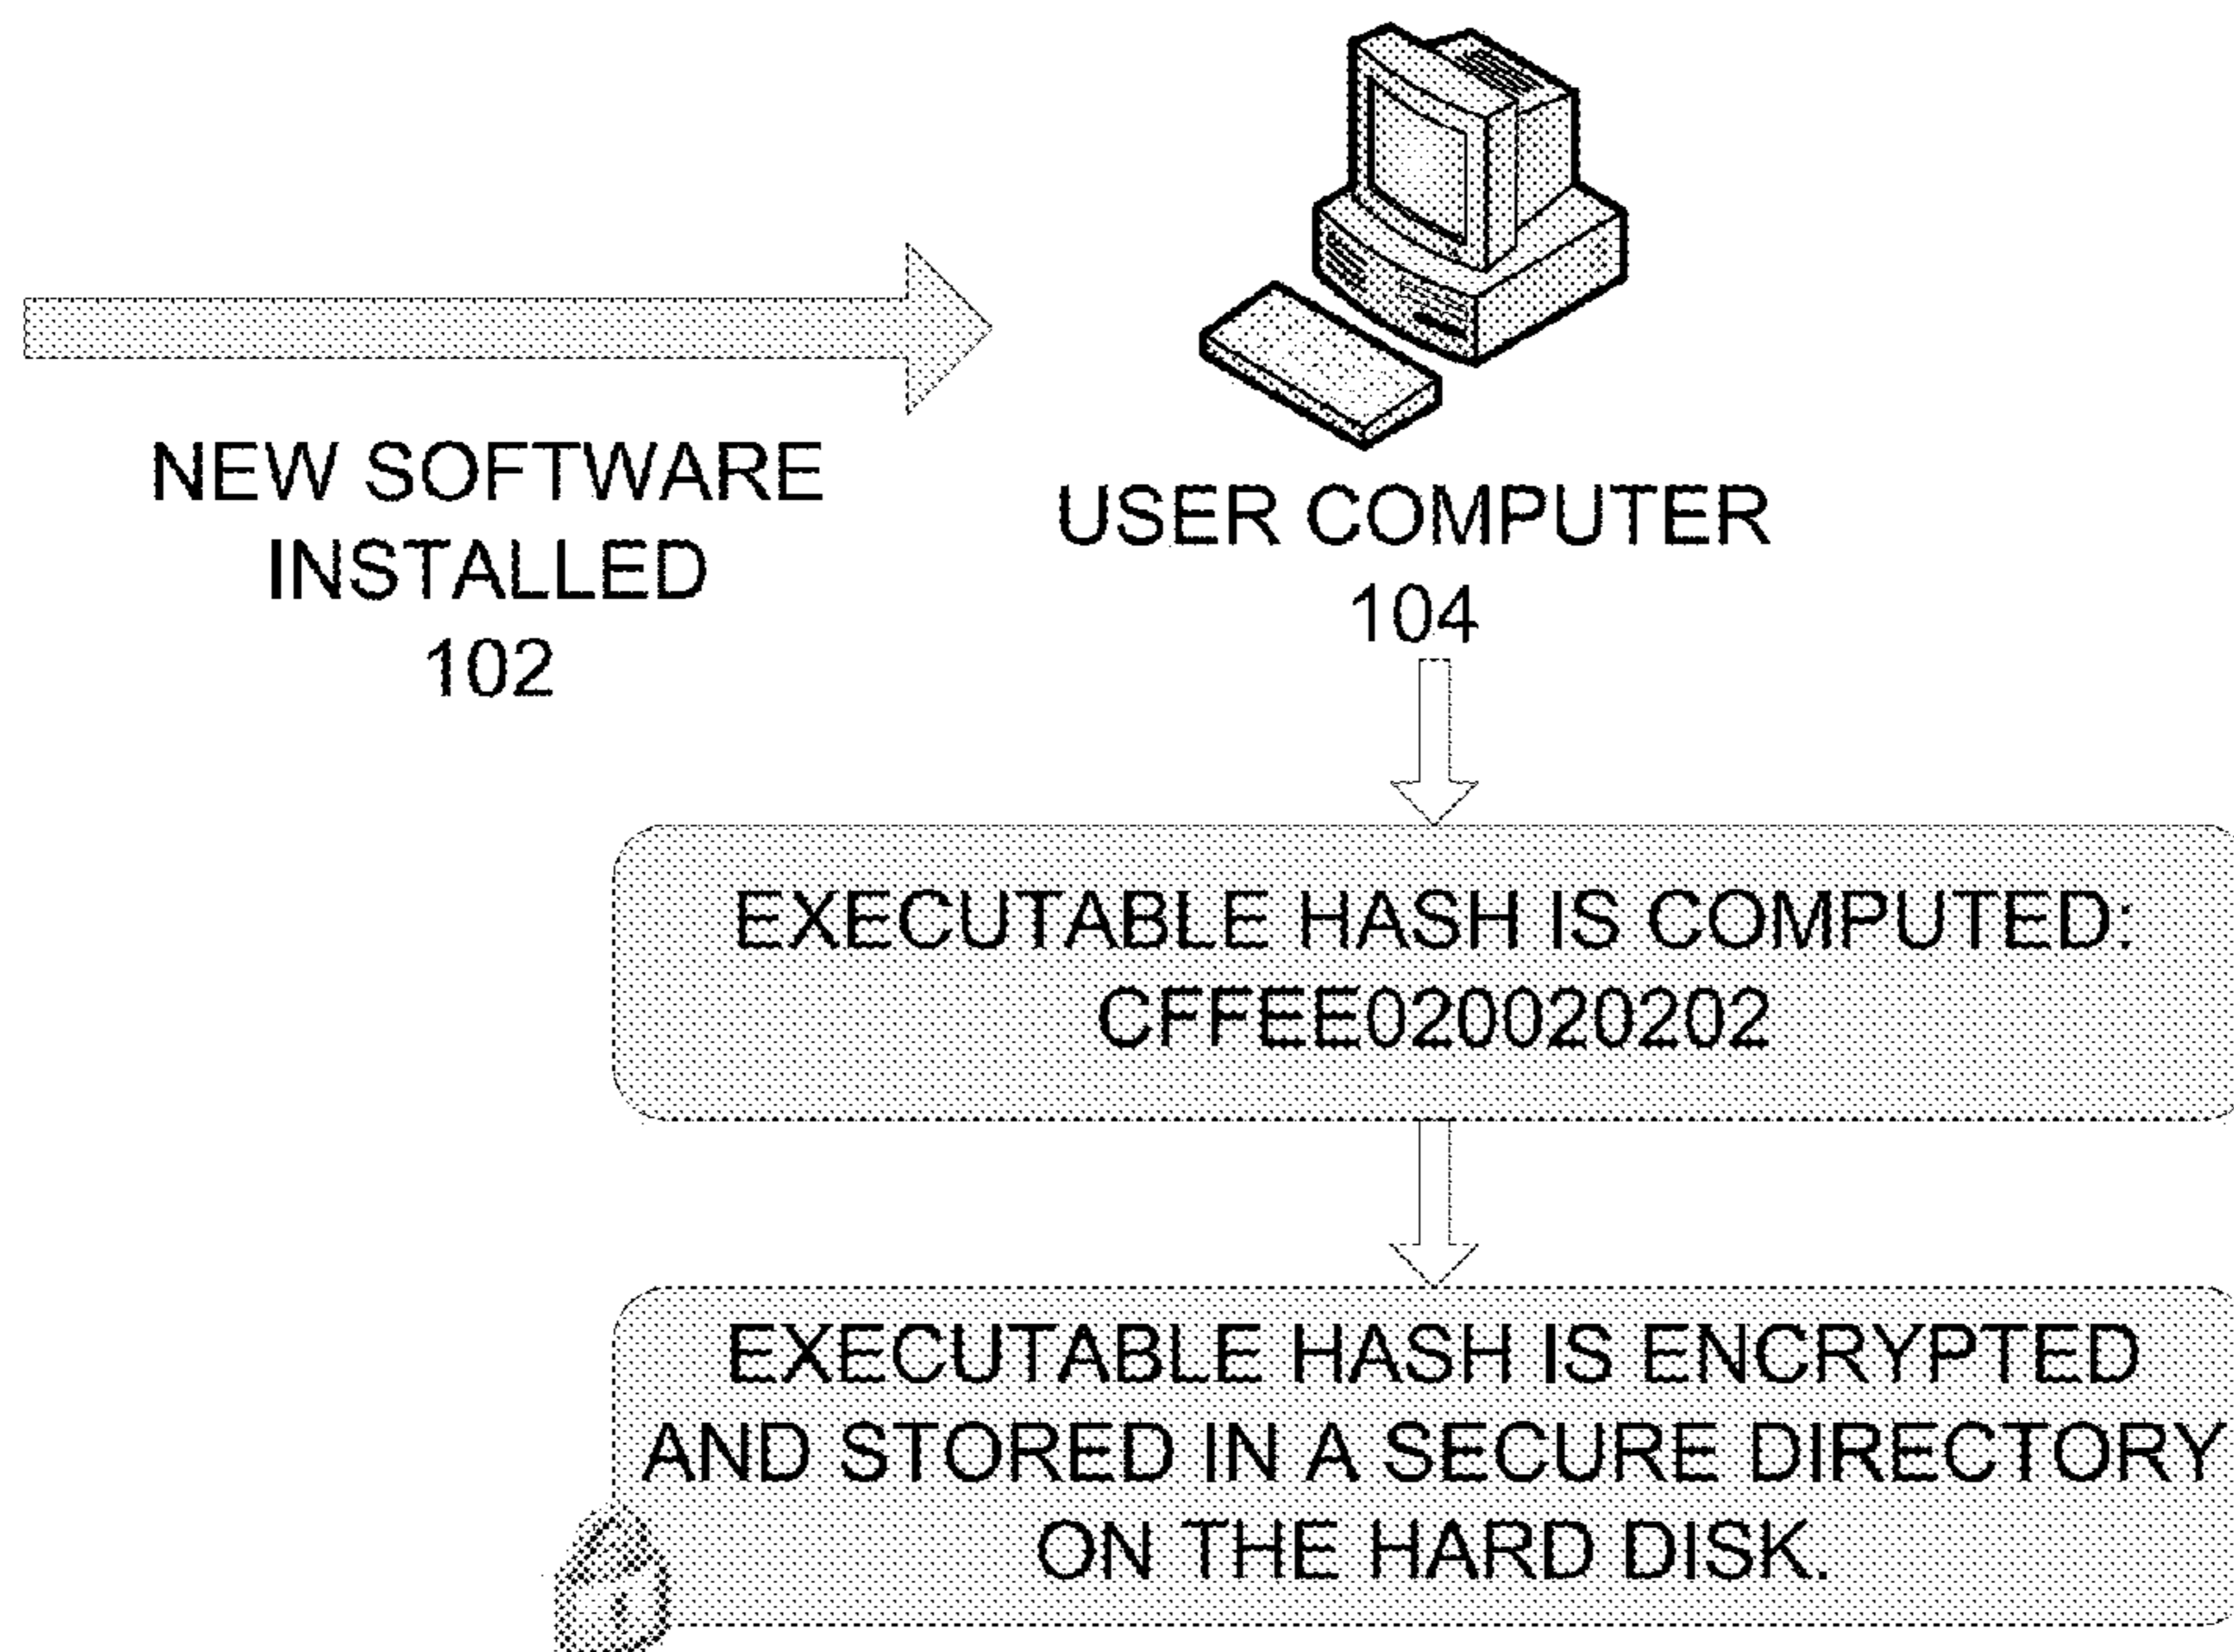 NEW SOFTWARE
INSTALLED
102
USER COMPUTER
104
EXECUTABLE HASH IS COMPUTED:
CFFEE020020202
EXECUTABLE HASH IS ENCRYPTED
AND STORED IN A SECURE DIRECTORY
ON THE HARD DISK.